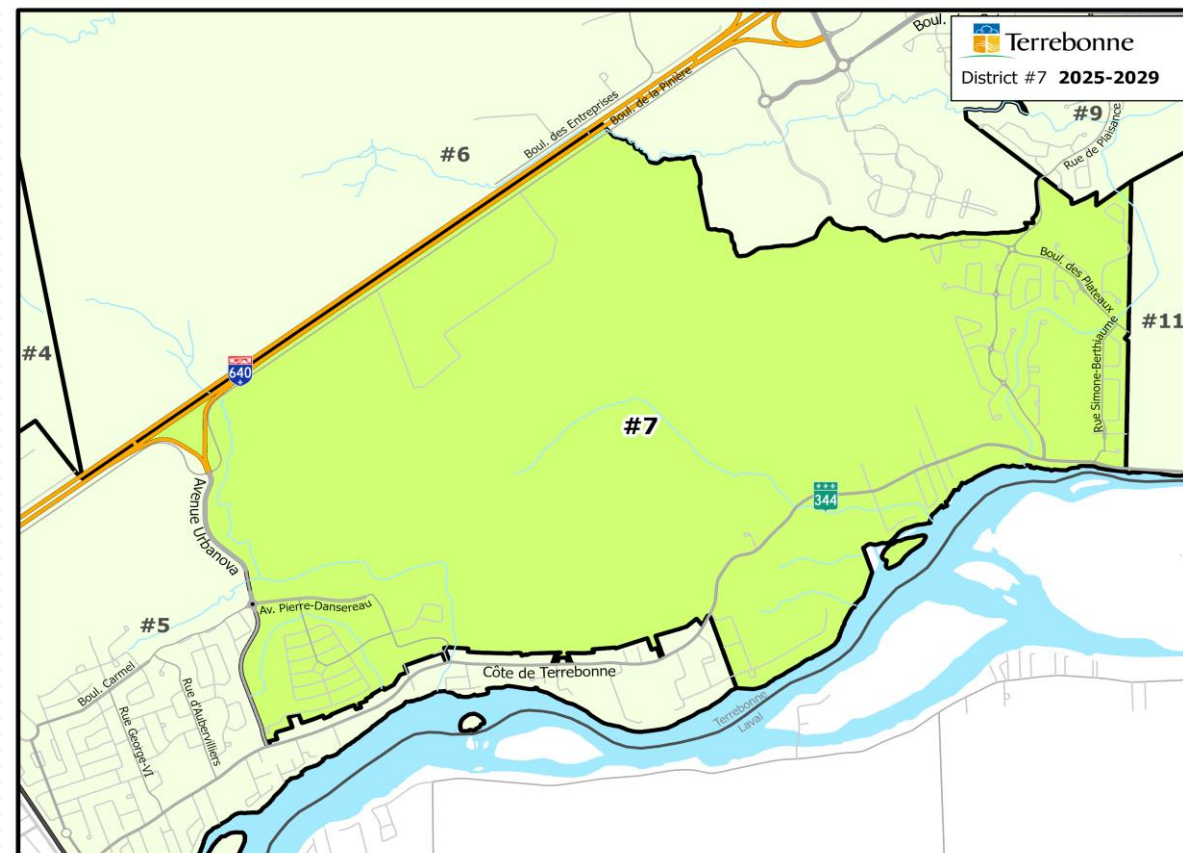 Terrebonne
District #7 2025-2029
Boul.
#9
Rue de Plaisance
Boul. de la Pinière
Boul. des Entreprises
#6
Boul. des Plateaux
#11
Rue Simone-Berthiaume
#4
640
#7
344
Avenue Urbanova
Av. Pierre-Dansereau
#5
Boul. Carmel
Rue d'Aubervilliers
Rue George-VI
Côte de Terrebonne
Terrebonne
Laval